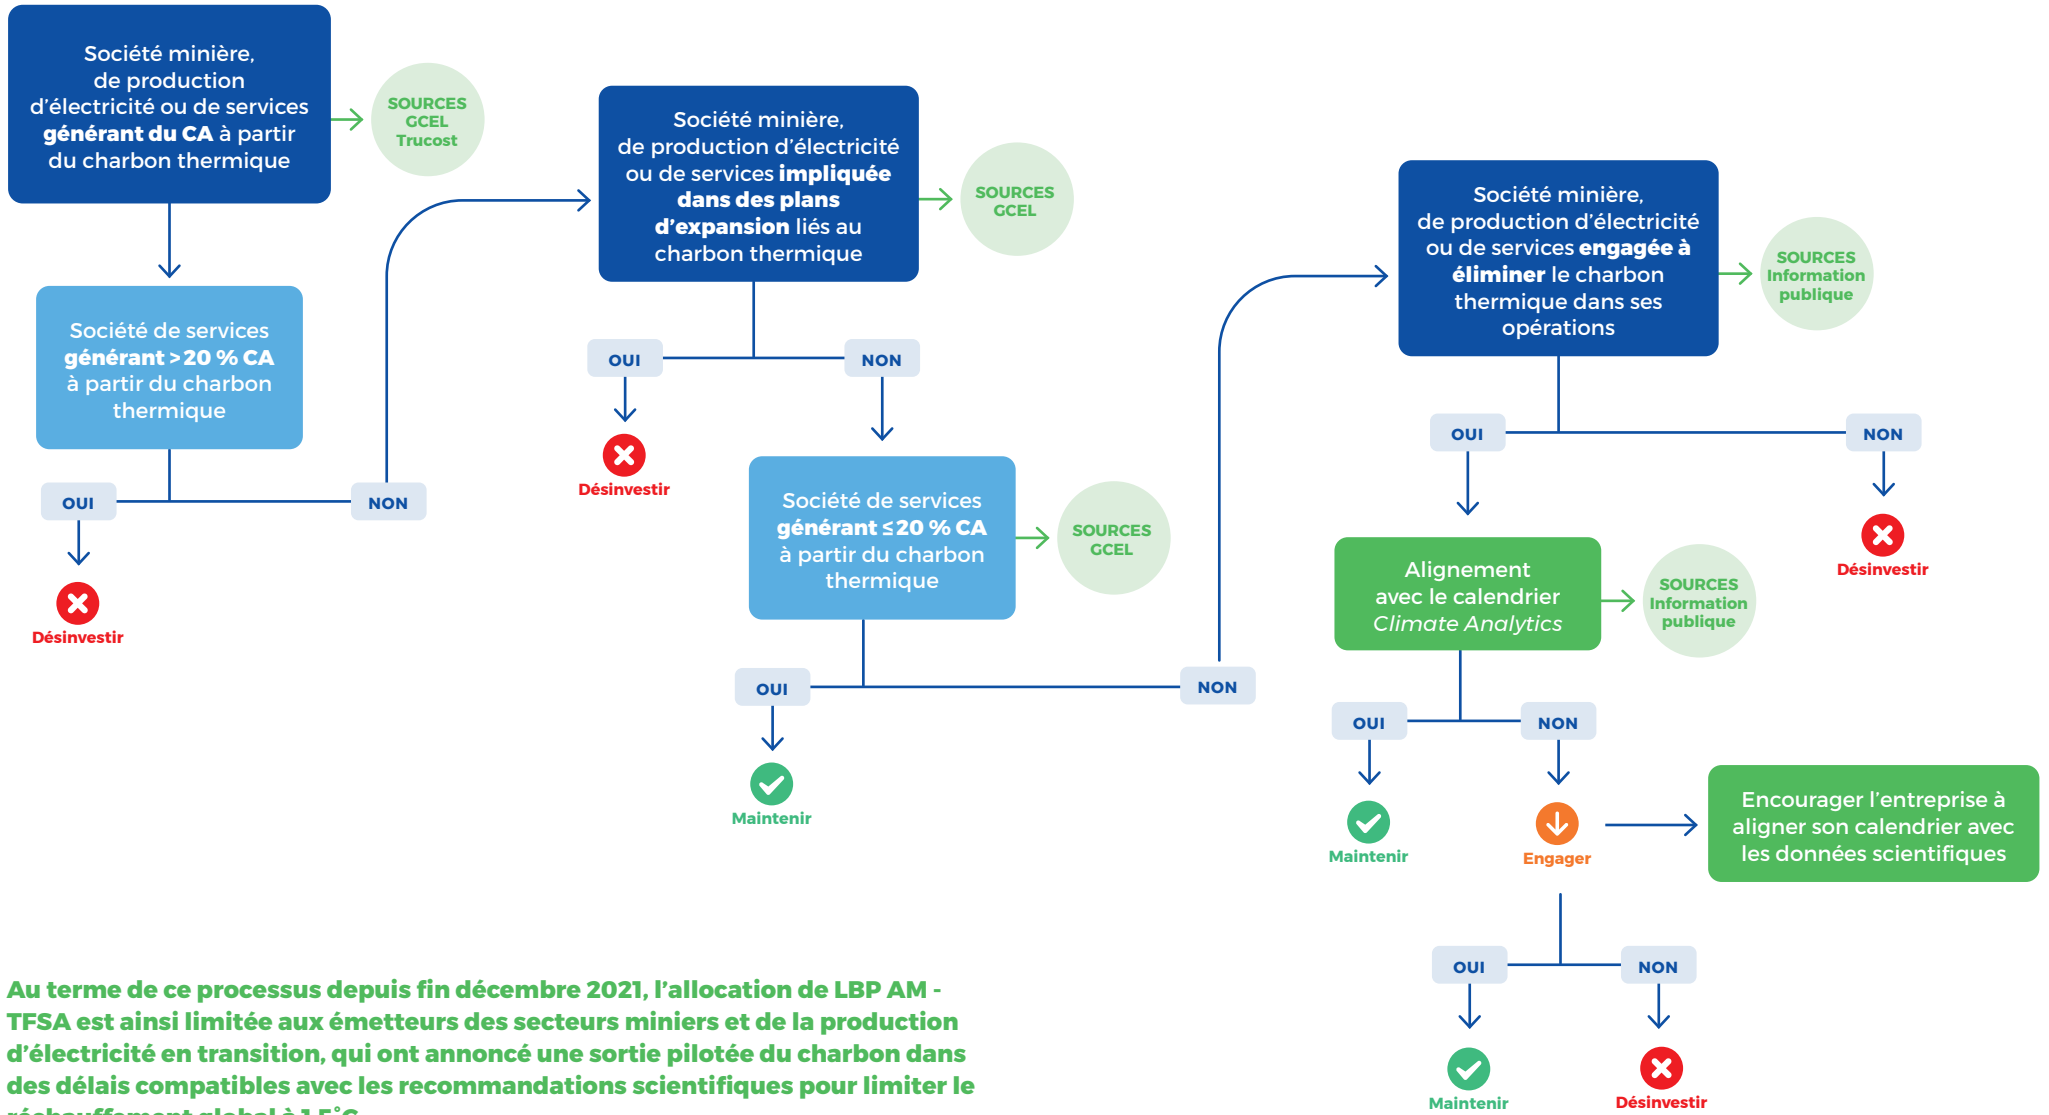 Société minière,
de production
d'électricité ou de services
générant du CA à partir
du charbon thermique
SOURCES
GCEL
Trucost
Société de services
générant > 20 % CA
à partir du charbon
thermique
OUI
NON
Désinvestir
Société minière,
de production d'électricité
ou de services impliquée
dans des plans
d'expansion liés au
charbon thermique
SOURCES
GCEL
OUI
NON
Désinvestir
Société de services
générant ≤ 20 % CA
à partir du charbon
thermique
SOURCES
GCEL
OUI
NON
Maintenir
Société minière,
de production d'électricité
ou de services engagée à
éliminer le charbon
thermique dans ses
opérations
SOURCES
Information
publique
OUI
NON
Désinvestir
Alignement
avec le calendrier
Climate Analytics
SOURCES
Information
publique
OUI
NON
Maintenir
Engager
Encourager l'entreprise à
aligner son calendrier avec
les données scientifiques
OUI
NON
Maintenir
Désinvestir
Au terme de ce processus depuis fin décembre 2021, l'allocation de LBP AM -
TFSA est ainsi limitée aux émetteurs des secteurs miniers et de la production
d'électricité en transition, qui ont annoncé une sortie pilotée du charbon dans
des délais compatibles avec les recommandations scientifiques pour limiter le
réchauffement global à 1,5°C